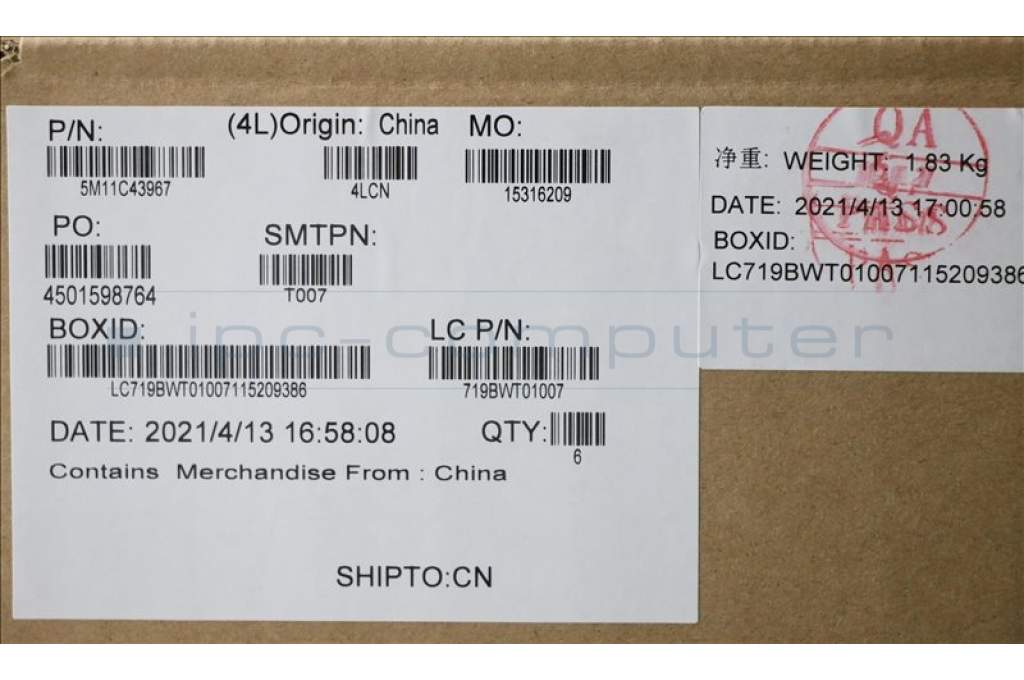 P/N: (4L)Origin: China MO:
5M11C43967 4LCN 15316209
PO: SMTPN:
4501598764 T007
BOXID: LC P/N:
LC719BWT01007115209386 719BWT01007
DATE: 2021/4/13 16:58:08 QTY:
6
Contains Merchandise From : China
SHIPTO:CN
QA
净重: WEIGHT: 1.83 Kg
DATE: 2021/4/13 17:00:58
BOXID:
LC719BWT01007115209386
ipc-computer